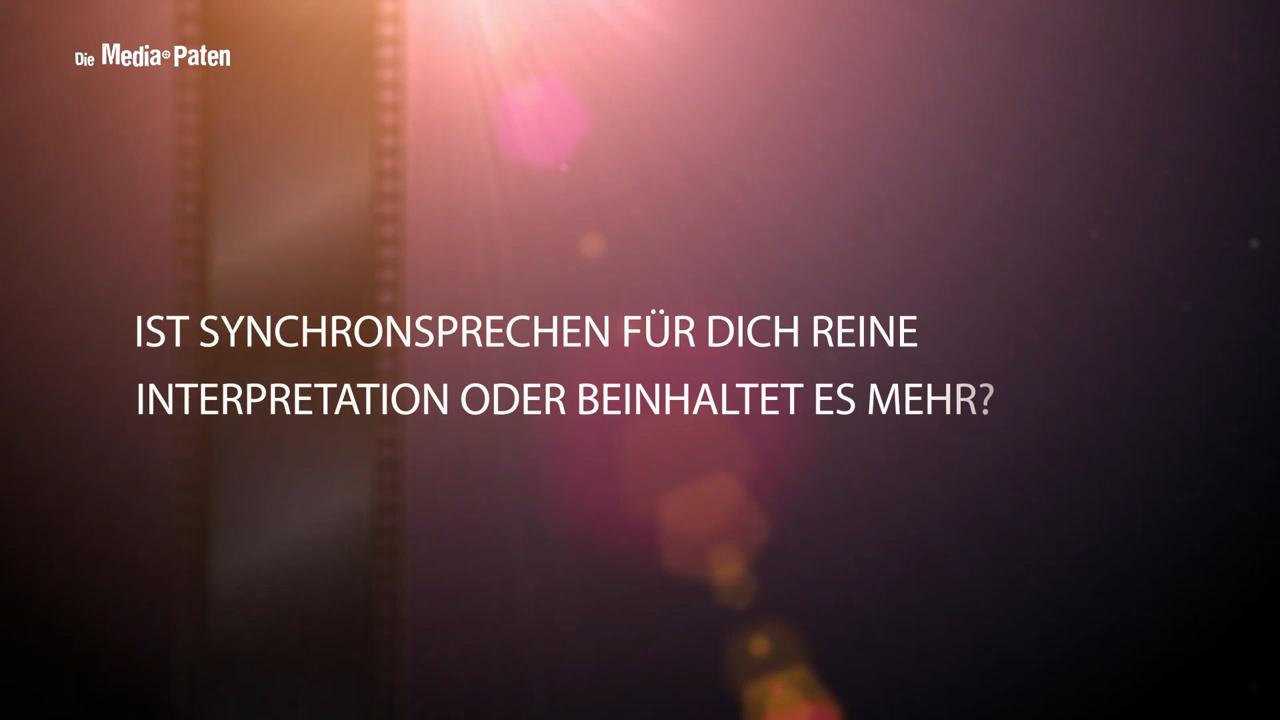 Die Media Paten
IST SYNCHRONSPRECHEN FÜR DICH REINE
INTERPRETATION ODER BEINHALTET ES MEHR?